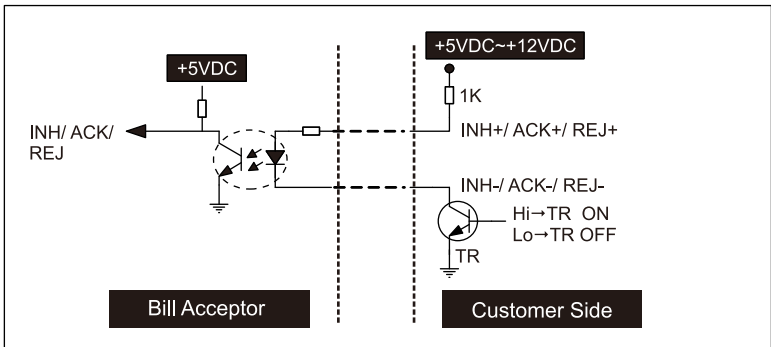 +5VDC~+12VDC
+5VDC
1K
INH/ ACK/
REJ
INH+/ ACK+/ REJ+
INH-/ ACK-/ REJ-
Hi→TR ON
Lo→TR OFF
TR
Bill Acceptor
Customer Side